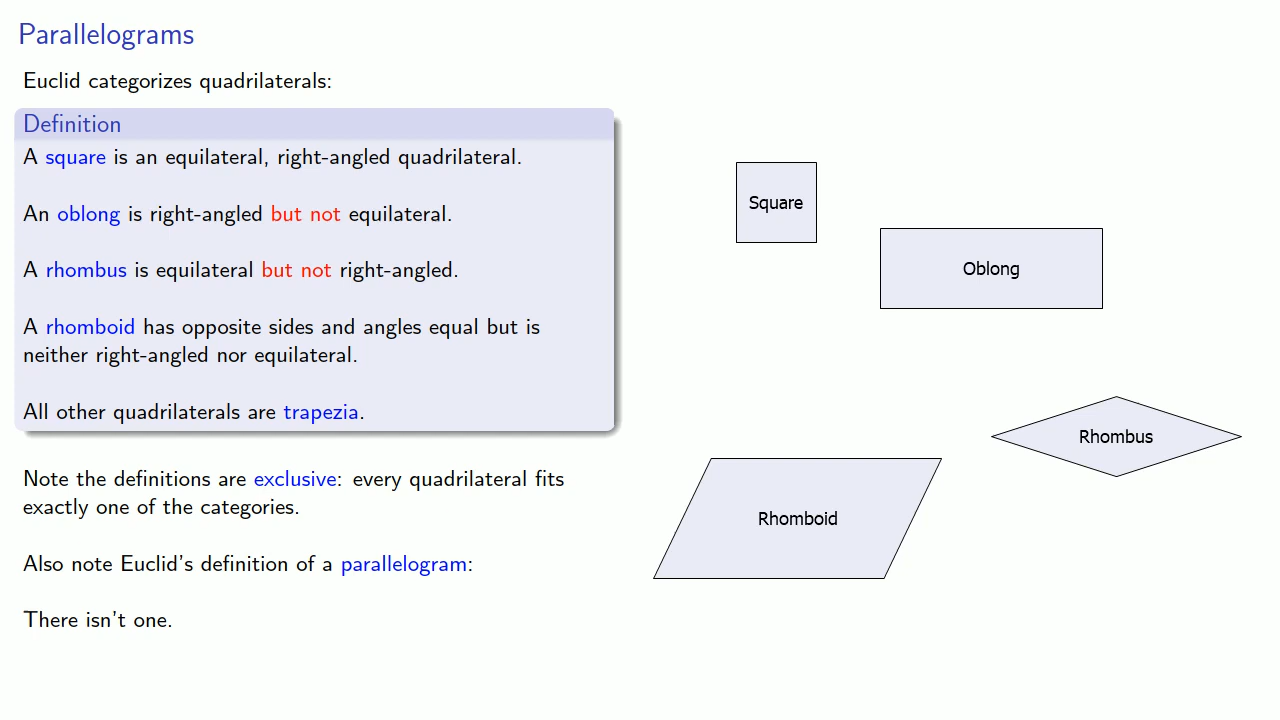 Parallelograms
Euclid categorizes quadrilaterals:
Definition
A square is an equilateral, right-angled quadrilateral.
An oblong is right-angled but not equilateral.
A rhombus is equilateral but not right-angled.
A rhomboid has opposite sides and angles equal but is
neither right-angled nor equilateral.
All other quadrilaterals are trapezia.
Note the definitions are exclusive: every quadrilateral fits
exactly one of the categories.
Also note Euclid's definition of a parallelogram:
There isn't one.
Square
Oblong
Rhombus
Rhomboid